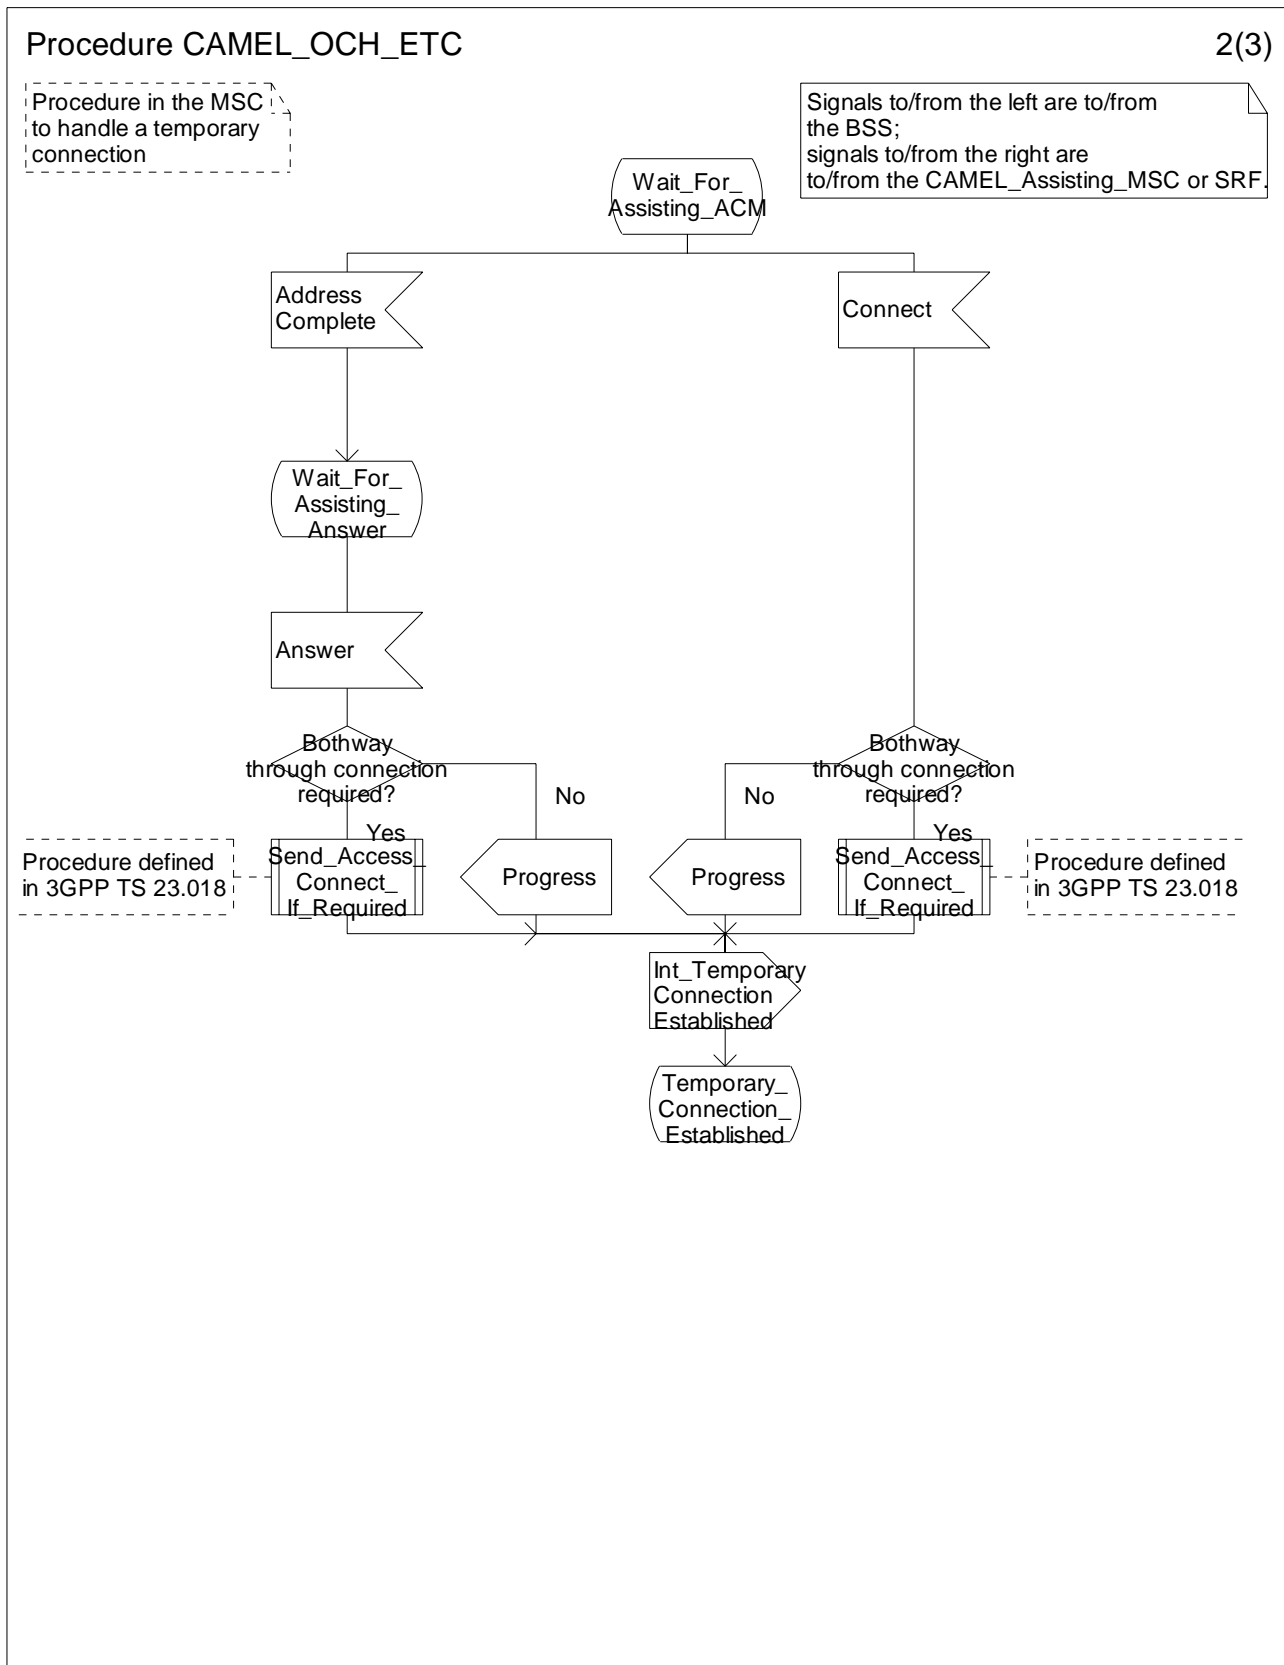 Procedure CAMEL_OCH_ETC
2(3)
Procedure in the MSC
to handle a temporary
connection
Signals to/from the left are to/from
the BSS;
signals to/from the right are
to/from the CAMEL_Assisting_MSC or SRF.
Wait_For_
Assisting_ACM
Address
Complete
Connect
Wait_For_
Assisting_
Answer
Answer
Bothway
through connection
required?
Bothway
through connection
required?
No
No
Yes
Yes
Procedure defined
in 3GPP TS 23.018
Send_Access_
Connect_
If_Required
Progress
Progress
Send_Access_
Connect_
If_Required
Procedure defined
in 3GPP TS 23.018
Int_Temporary
Connection
Established
Temporary_
Connection_
Established